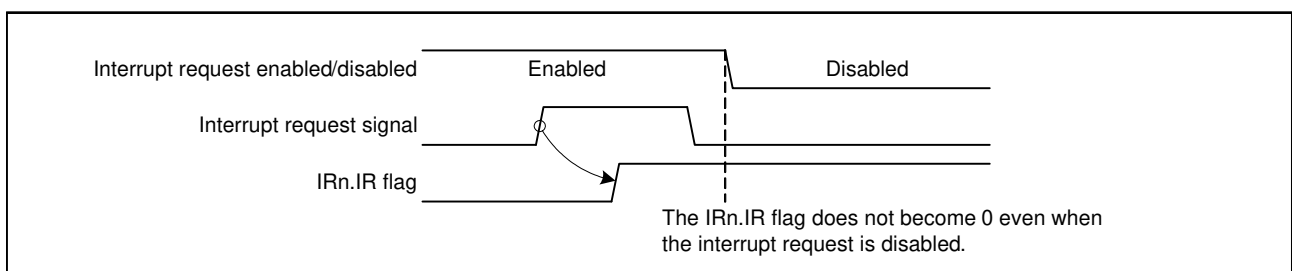 Interrupt request enabled/disabled Enabled Disabled
Interrupt request signal
IRn.IR flag
The IRn.IR flag does not become 0 even when
the interrupt request is disabled.